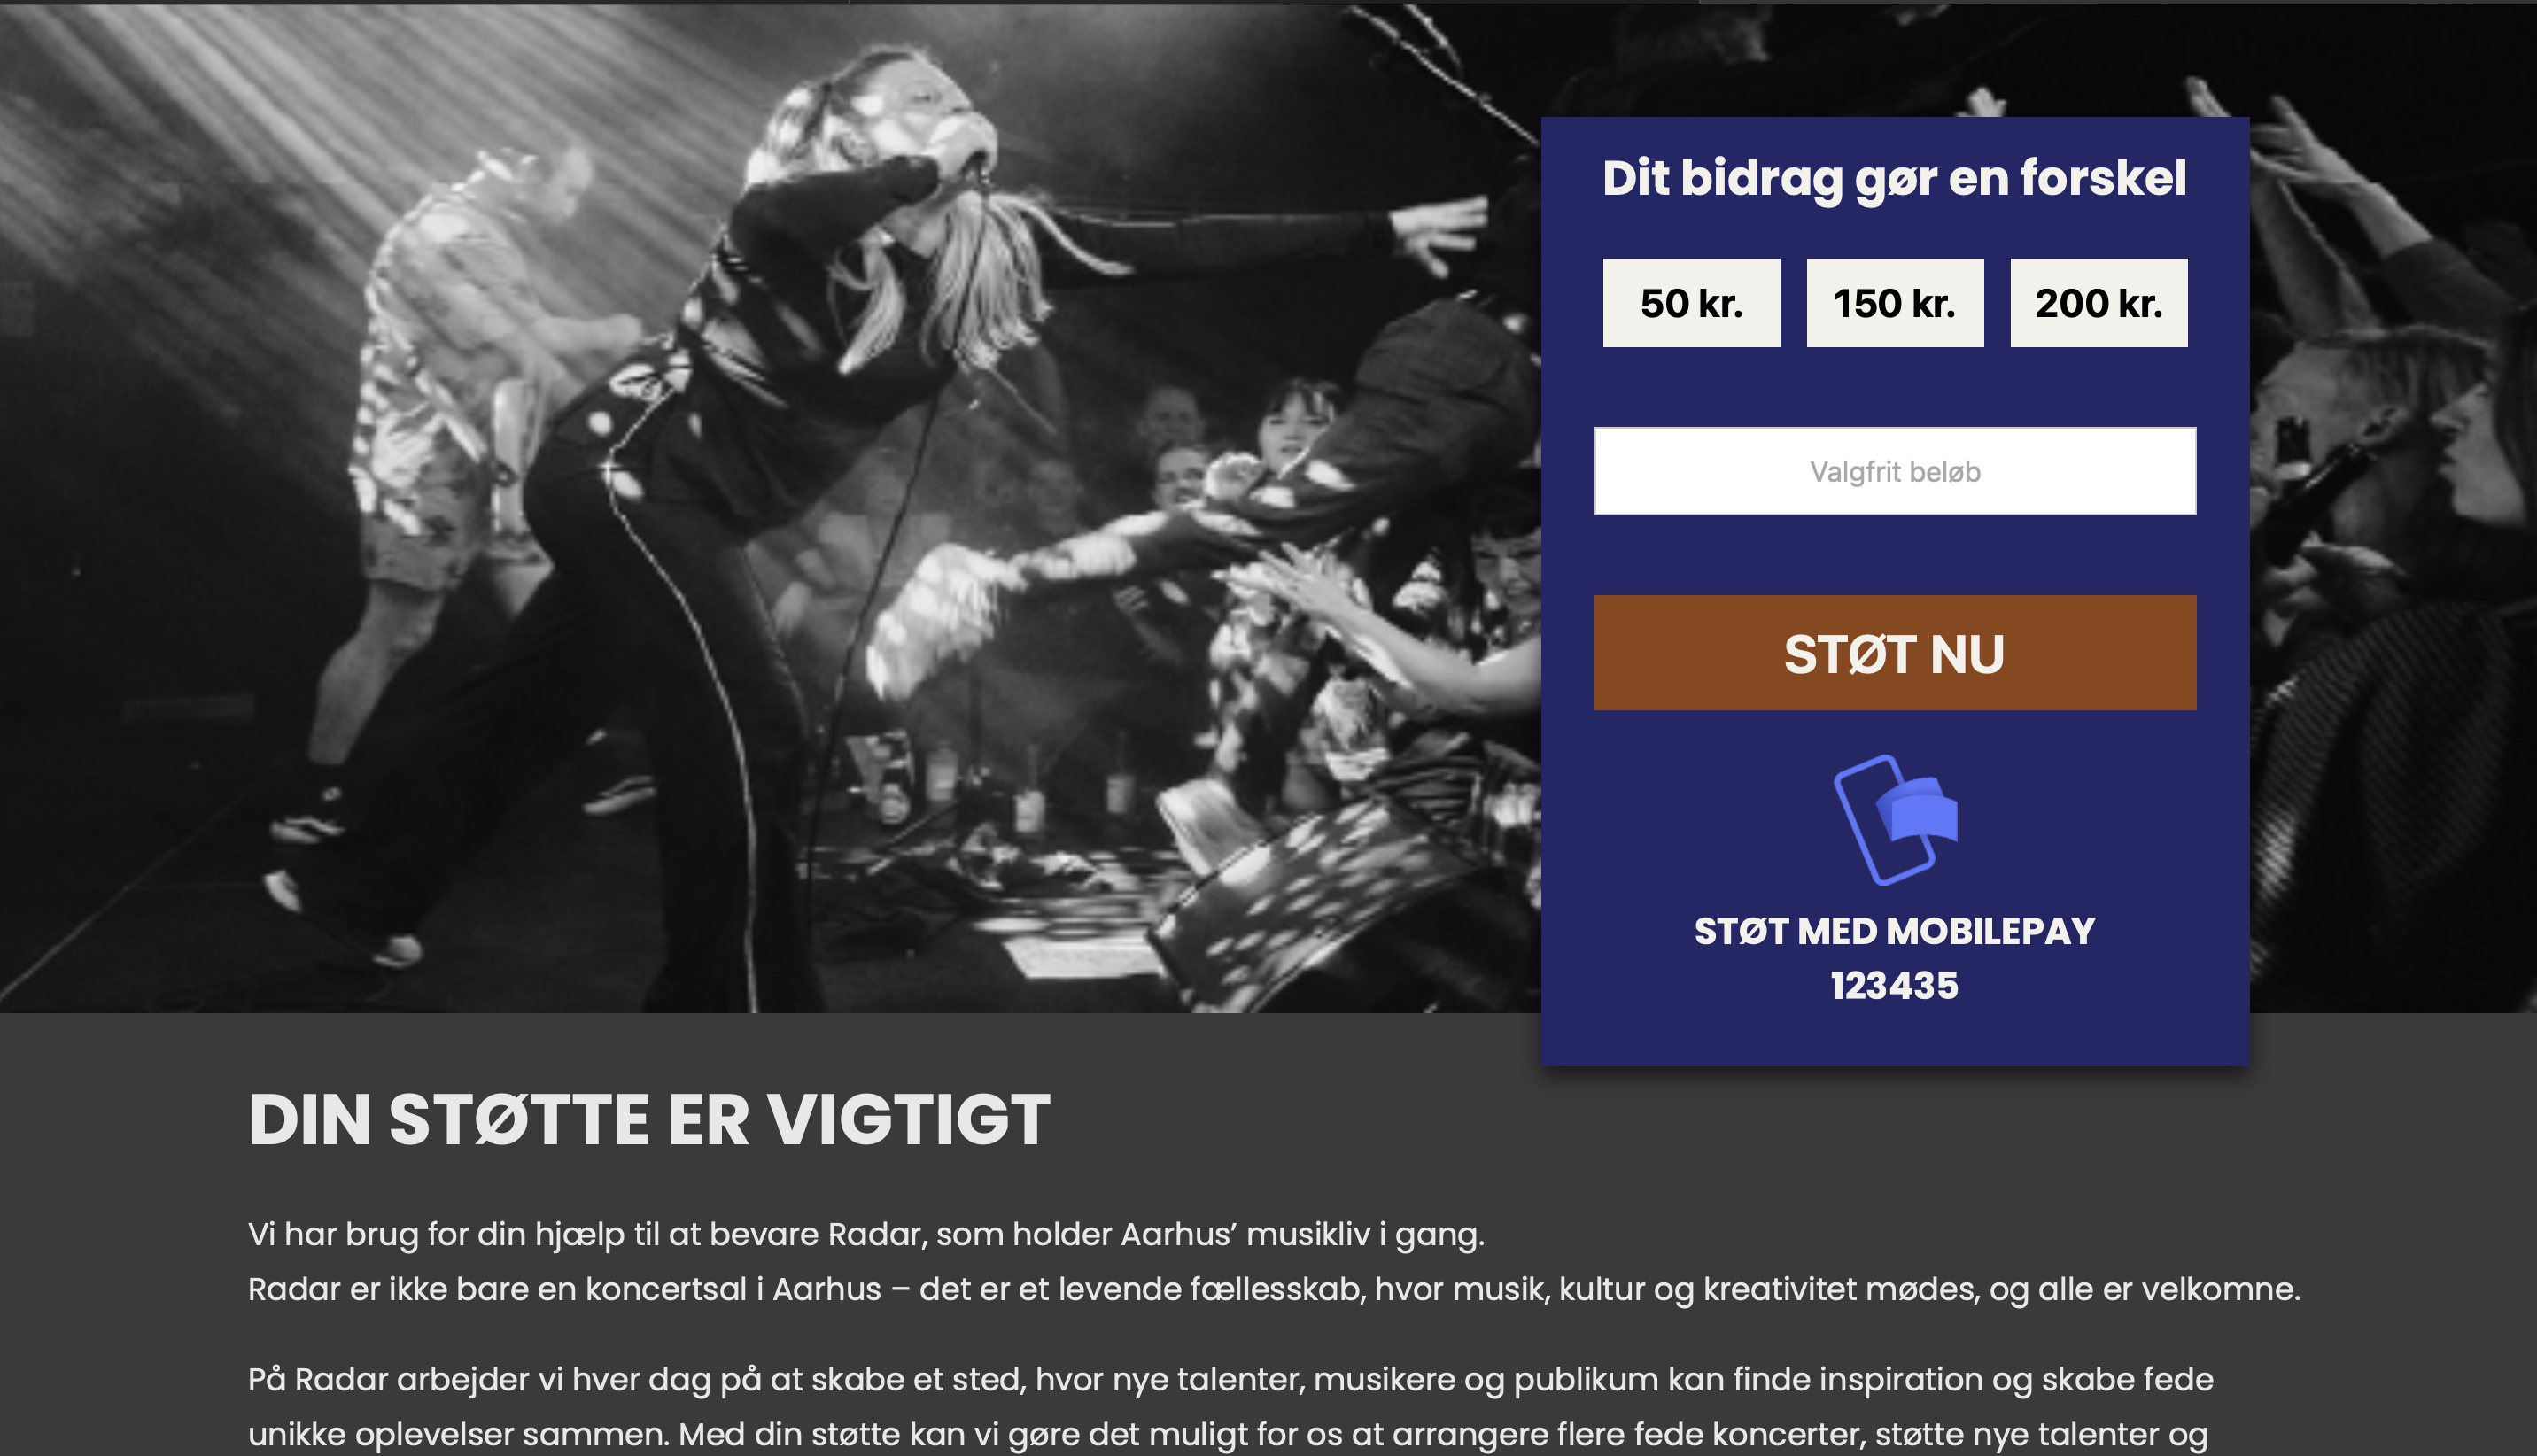 Dit bidrag gør en forskel
50 kr. 150 kr. 200 kr.
Valgfrit beløb
STØT NU
STØT MED MOBILEPAY
123435
DIN STØTTE ER VIGTIGT
Vi har brug for din hjælp til at bevare Radar, som holder Aarhus’ musikliv i gang.
Radar er ikke bare en koncertsal i Aarhus – det er et levende fællesskab, hvor musik, kultur og kreativitet mødes, og alle er velkomne.
På Radar arbejder vi hver dag på at skabe et sted, hvor nye talenter, musikere og publikum kan finde inspiration og skabe fede
unikke oplevelser sammen. Med din støtte kan vi gøre det muligt for os at arrangere flere fede koncerter, støtte nye talenter og